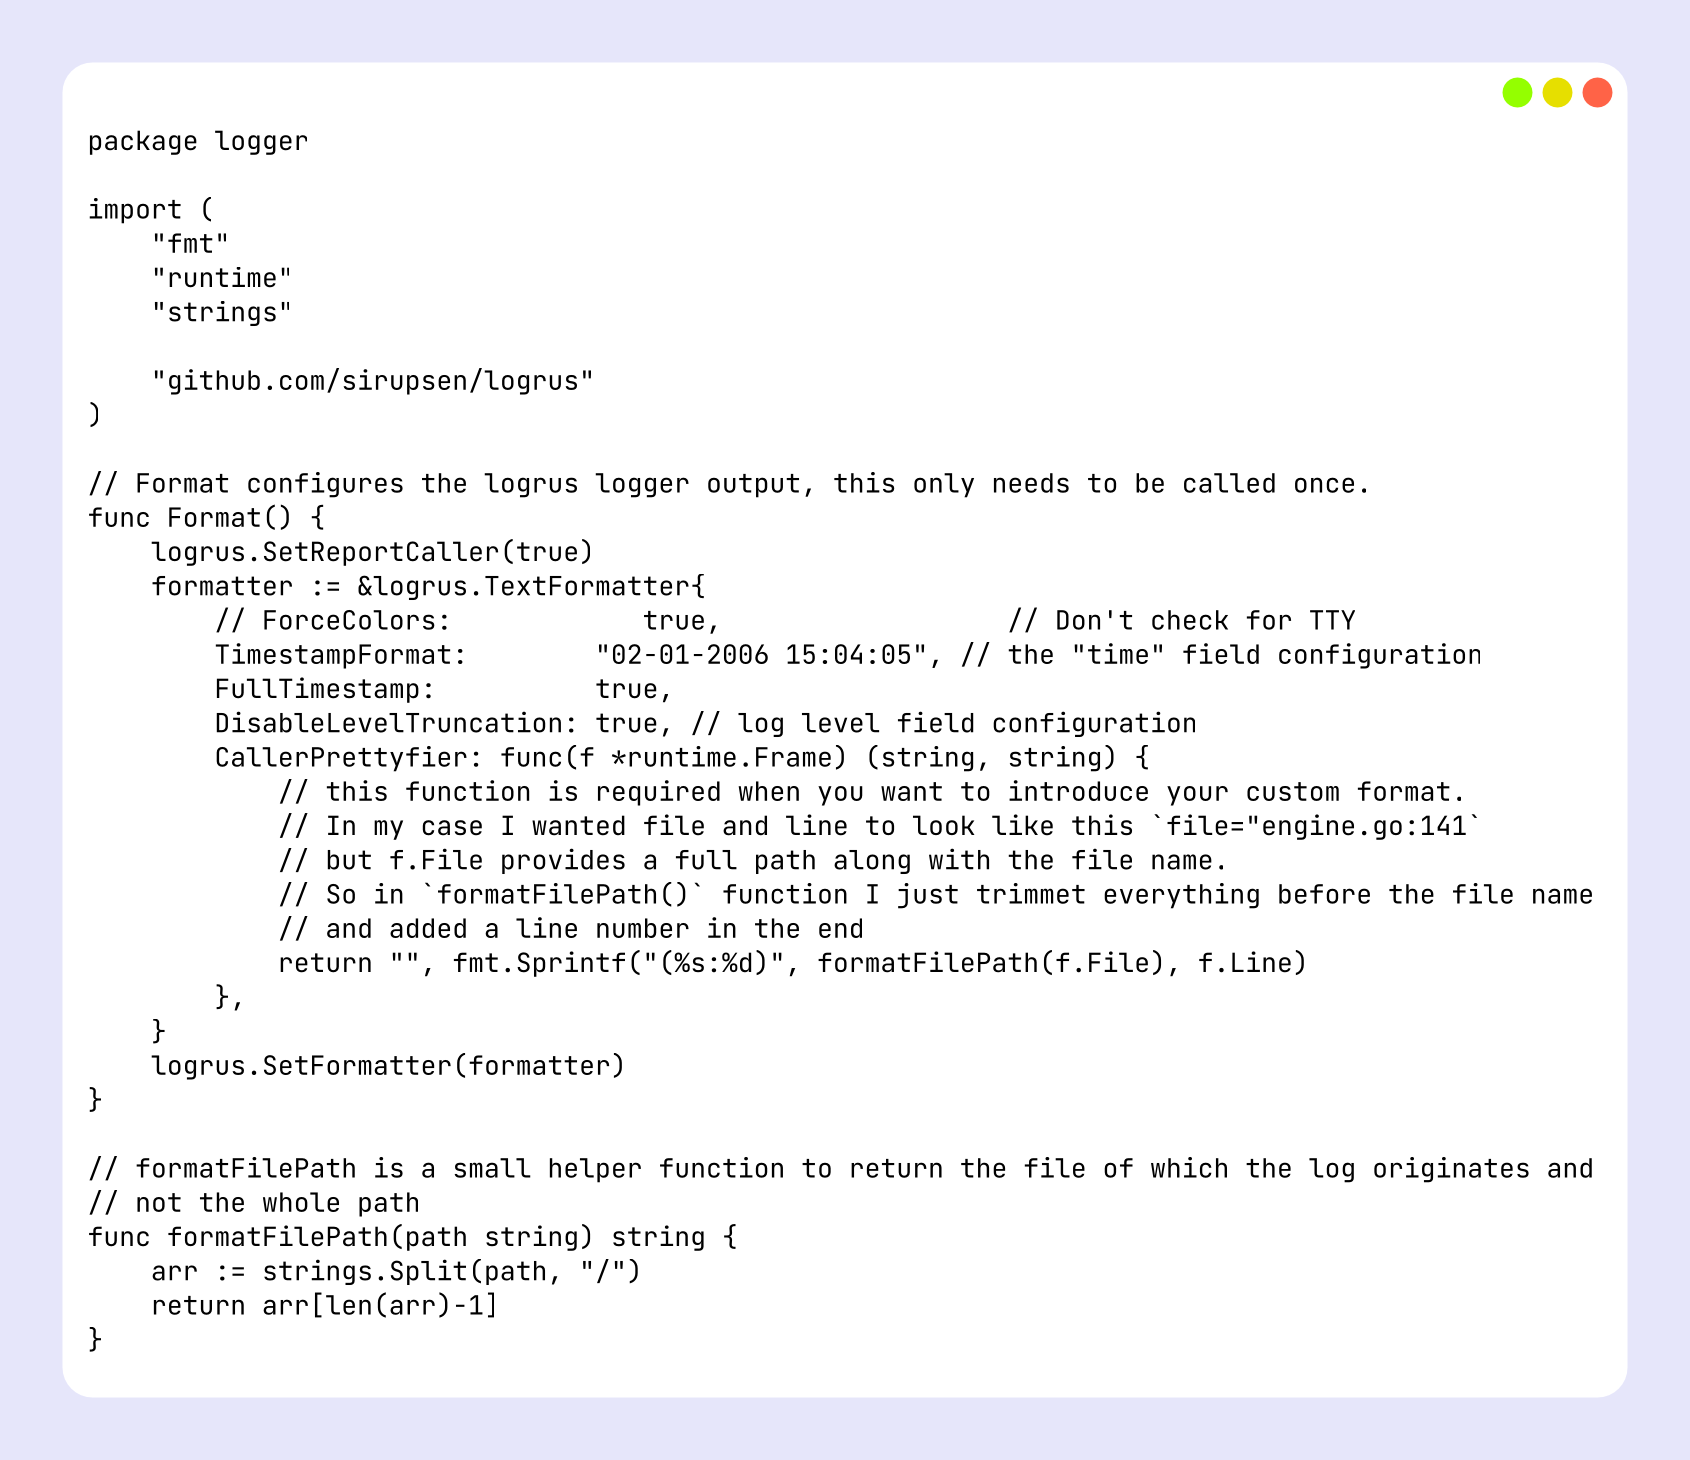 package logger

import (
    "fmt"
    "runtime"
    "strings"

    "github.com/sirupsen/logrus"
)

// Format configures the logrus logger output, this only needs to be called once.
func Format() {
    logrus.SetReportCaller(true)
    formatter := &logrus.TextFormatter{
        // ForceColors:            true,                  // Don't check for TTY
        TimestampFormat:        "02-01-2006 15:04:05", // the "time" field configuration
        FullTimestamp:          true,
        DisableLevelTruncation: true, // log level field configuration
        CallerPrettyfier: func(f *runtime.Frame) (string, string) {
            // this function is required when you want to introduce your custom format.
            // In my case I wanted file and line to look like this `file="engine.go:141`
            // but f.File provides a full path along with the file name.
            // So in `formatFilePath()` function I just trimmet everything before the file name
            // and added a line number in the end
            return "", fmt.Sprintf("(%s:%d)", formatFilePath(f.File), f.Line)
        },
    }
    logrus.SetFormatter(formatter)
}

// formatFilePath is a small helper function to return the file of which the log originates and
// not the whole path
func formatFilePath(path string) string {
    arr := strings.Split(path, "/")
    return arr[len(arr)-1]
}